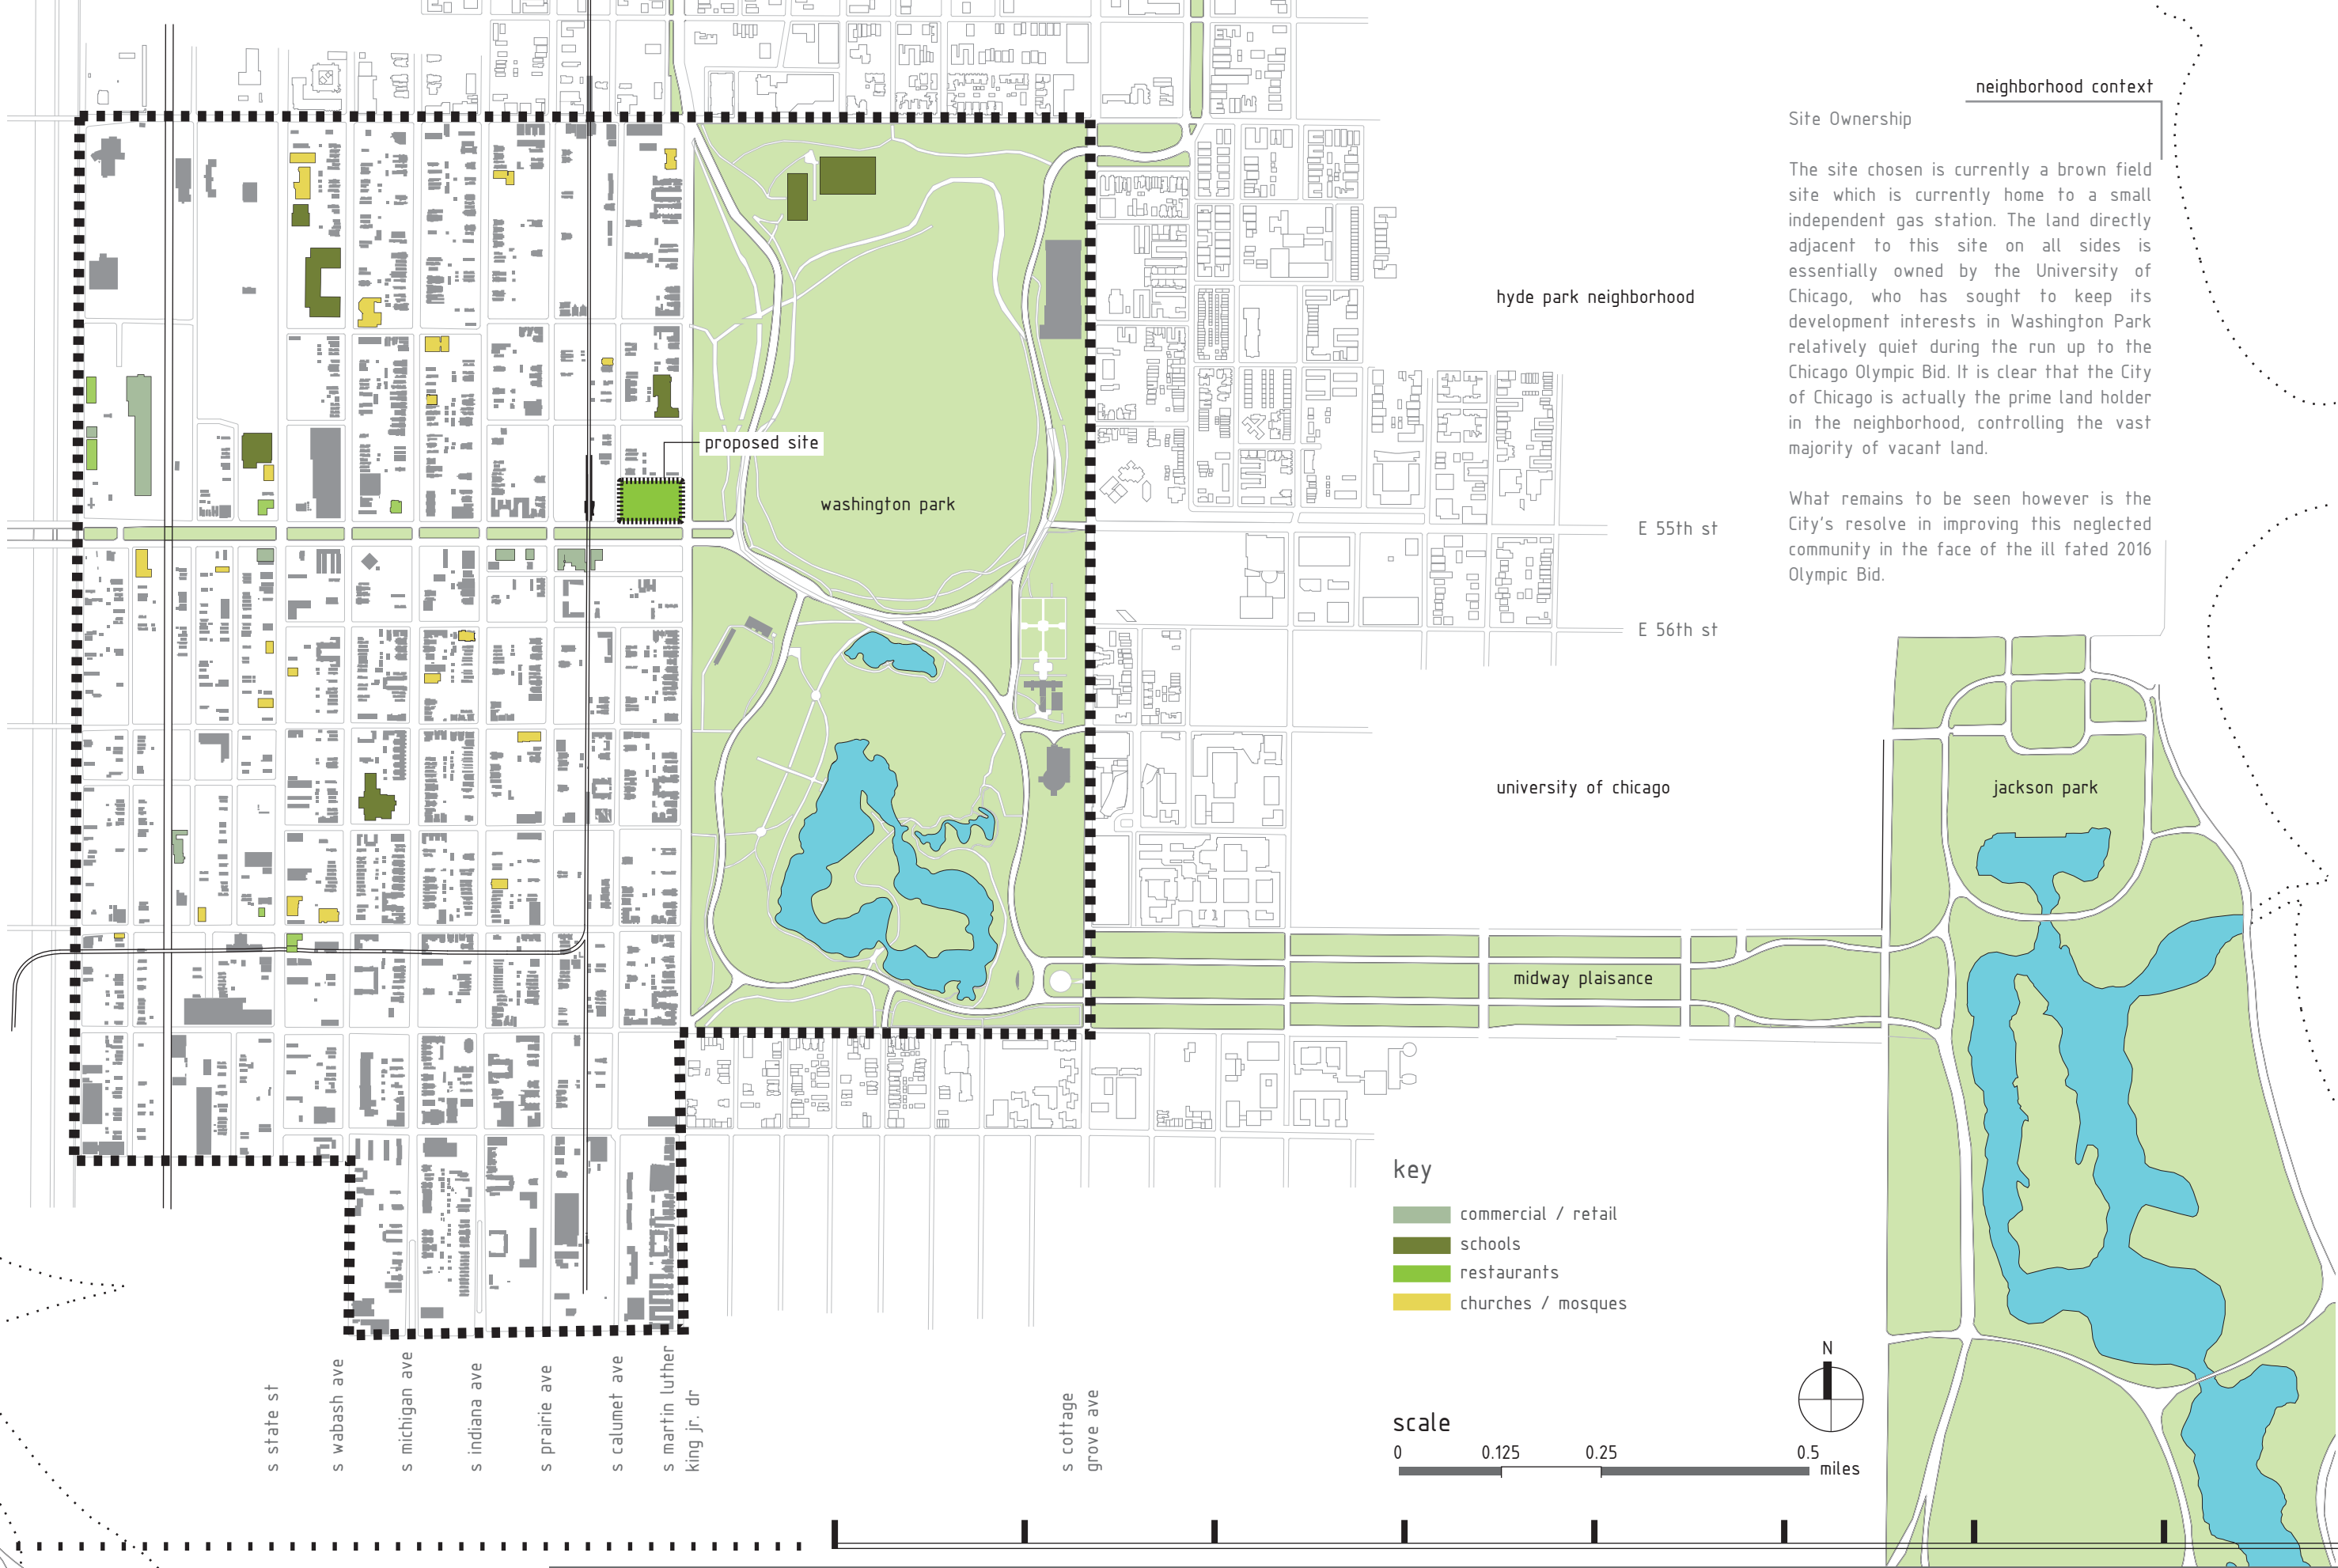 neighborhood context
Site Ownership
The site chosen is currently a brown field
site which is currently home to a small
independent gas station. The land directly
adjacent to this site on all sides is
essentially owned by the University of
Chicago, who has sought to keep its
development interests in Washington Park
relatively quiet during the run up to the
Chicago Olympic Bid. It is clear that the City
of Chicago is actually the prime land holder
in the neighborhood, controlling the vast
majority of vacant land.
What remains to be seen however is the
City's resolve in improving this neglected
community in the face of the ill fated 2016
Olympic Bid.
hyde park neighborhood
proposed site
washington park
E 55th st
E 56th st
university of chicago
jackson park
midway plaisance
key
commercial / retail
schools
restaurants
churches / mosques
N
scale
0 0.125 0.25 0.5
miles
s state st
s wabash ave
s michigan ave
s indiana ave
s prairie ave
s calumet ave
s martin luther
king jr. dr
s cottage
grove ave